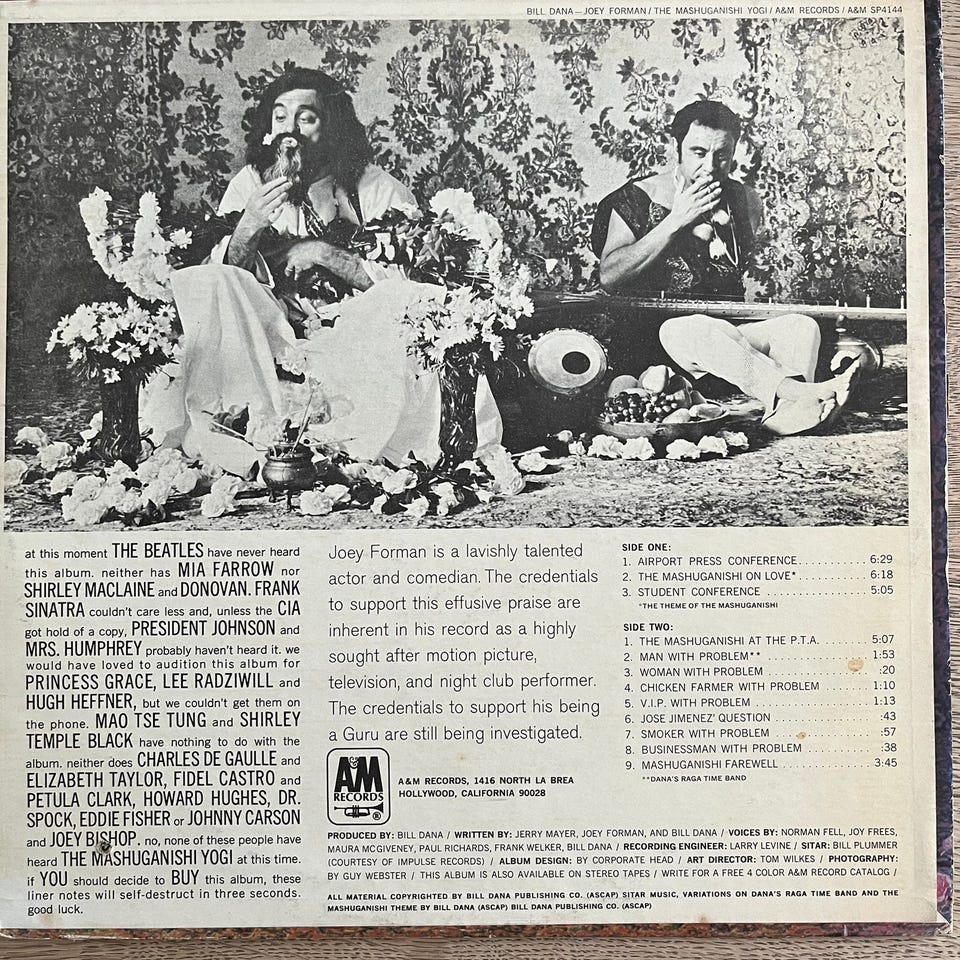 BILL DANA—JOEY FORMAN/THE MASHUGANISHI YOGI/A&M RECORDS/A&M SP4144
at this moment THE BEATLES have never heard
this album. neither has MIA FARROW nor
SHIRLEY MACLAINE and DONOVAN. FRANK
SINATRA couldn't care less and, unless the CIA
got hold of a copy, PRESIDENT JOHNSON and
MRS. HUMPHREY probably haven't heard it. we
would have loved to audition this album for
PRINCESS GRACE, LEE RADZIWILL and
HUGH HEFFNER, but we couldn't get them on
the phone. MAO TSE TUNG and SHIRLEY
TEMPLE BLACK have nothing to do with the
album. neither does CHARLES DE GAULLE and
ELIZABETH TAYLOR, FIDEL CASTRO and
PETULA CLARK, HOWARD HUGHES, DR.
SPOCK, EDDIE FISHER or JOHNNY CARSON
and JOEY BISHOP. no, none of these people have
heard THE MASHUGANISHI YOGI at this time.
if YOU should decide to BUY this album, these
liner notes will self-destruct in three seconds.
good luck.
Joey Forman is a lavishly talented
actor and comedian. The credentials
to support this effusive praise are
inherent in his record as a highly
sought after motion picture,
television, and night club performer.
The credentials to support his being
a Guru are still being investigated.
A&M
RECORDS
®
A&M RECORDS, 1416 NORTH LA BREA
HOLLYWOOD, CALIFORNIA 90028
SIDE ONE:
1. AIRPORT PRESS CONFERENCE.......... 6:29
2. THE MASHUGANISHI ON LOVE*.......... 6:18
3. STUDENT CONFERENCE .............. 5:05
*THE THEME OF THE MASHUGANISHI
SIDE TWO:
1. THE MASHUGANISHI AT THE P.T.A. ........ 5:07
2. MAN WITH PROBLEM** ............... 1:53
3. WOMAN WITH PROBLEM .............. :20
4. CHICKEN FARMER WITH PROBLEM ....... 1:10
5. V.I.P. WITH PROBLEM ............... 1:13
6. JOSE JIMENEZ' QUESTION ............. :43
7. SMOKER WITH PROBLEM ............. :57
8. BUSINESSMAN WITH PROBLEM .......... :38
9. MASHUGANISHI FAREWELL ............ 3:45
**DANA'S RAGA TIME BAND
PRODUCED BY: BILL DANA / WRITTEN BY: JERRY MAYER, JOEY FORMAN, AND BILL DANA / VOICES BY: NORMAN FELL, JOY FREES,
MAURA McGIVENEY, PAUL RICHARDS, FRANK WELKER, BILL DANA / RECORDING ENGINEER: LARRY LEVINE / SITAR: BILL PLUMMER
(COURTESY OF IMPULSE RECORDS) / ALBUM DESIGN: BY CORPORATE HEAD / ART DIRECTOR: TOM WILKES / PHOTOGRAPHY:
BY GUY WEBSTER / THIS ALBUM IS ALSO AVAILABLE ON STEREO TAPES / WRITE FOR A FREE 4 COLOR A&M RECORD CATALOG /
ALL MATERIAL COPYRIGHTED BY BILL DANA PUBLISHING CO. (ASCAP) SITAR MUSIC, VARIATIONS ON DANA'S RAGA TIME BAND AND THE
MASHUGANISHI THEME BY BILL DANA (ASCAP) BILL DANA PUBLISHING CO. (ASCAP)